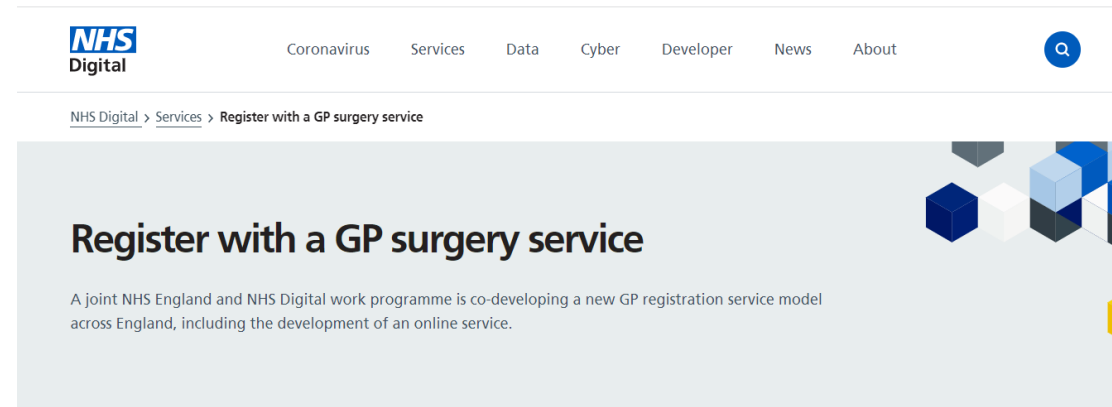 NHS
Digital
Coronavirus Services Data Cyber Developer News About
NHS Digital > Services > Register with a GP surgery service
Register with a GP surgery service
A joint NHS England and NHS Digital work programme is co-developing a new GP registration service model
across England, including the development of an online service.